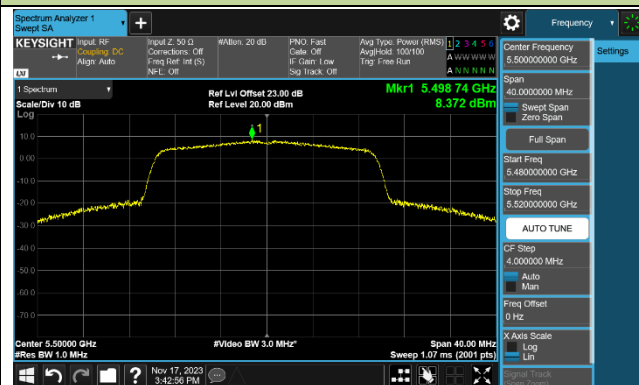 Spectrum Analyzer 1
Swept SA
Frequency
KEYSIGHT
Input: RF
Coupling: DC
Align: Auto
Input Z: 50 Ω
Corrections: Off
Freq Ref: Int (S)
NFE: Off
#Atten: 20 dB
PNO: Fast
Gate: Off
IF Gain: Low
Sig Track: Off
Avg Type: Power (RMS)
Avg|Hold: 100/100
Trig: Free Run
1 2 3 4 5 6
A W W W W W
A N N N N N
LXI
1 Spectrum
Scale/Div 10 dB
Log
Ref Lvl Offset 23.00 dB
Ref Level 20.00 dBm
Mkr1 5.498 74 GHz
8.372 dBm
1
10.0
0.00
-10.0
-20.0
-30.0
-40.0
-50.0
-60.0
-70.0
Center 5.50000 GHz
#Res BW 1.0 MHz
#Video BW 3.0 MHz*
Span 40.00 MHz
Sweep 1.07 ms (2001 pts)
Nov 17, 2023
3:42:56 PM
Center Frequency
5.500000000 GHz
Settings
Span
40.0000000 MHz
Swept Span
Zero Span
Full Span
Start Freq
5.480000000 GHz
Stop Freq
5.520000000 GHz
AUTO TUNE
CF Step
4.000000 MHz
Auto
Man
Freq Offset
0 Hz
X Axis Scale
Log
Lin
Signal Track
(Span Zoom)